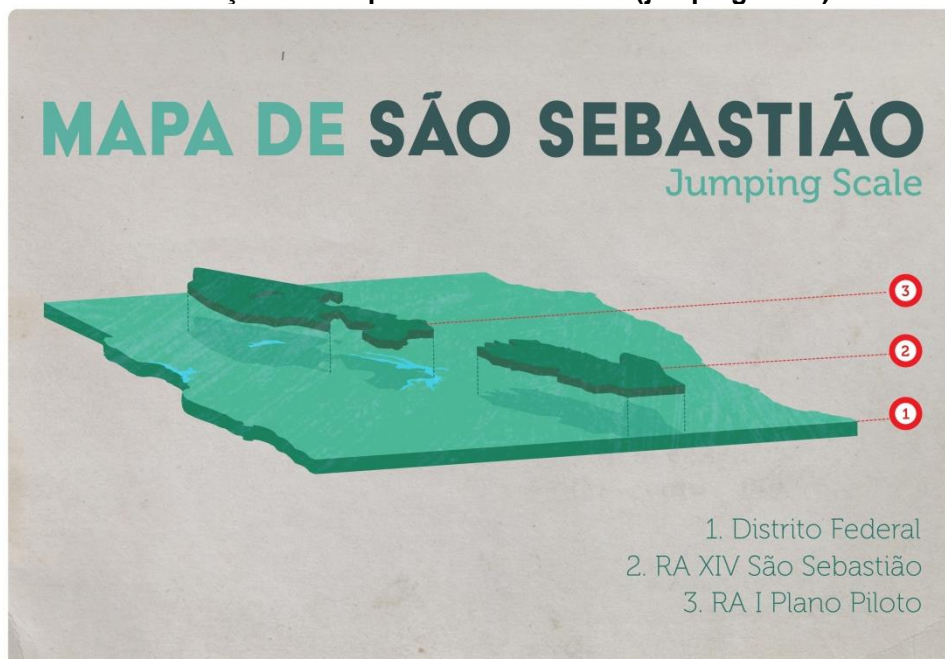 MAPA DE SÃO SEBASTIÃO
Jumping Scale
3
2
1
1. Distrito Federal
2. RA XIV São Sebastião
3. RA I Plano Piloto